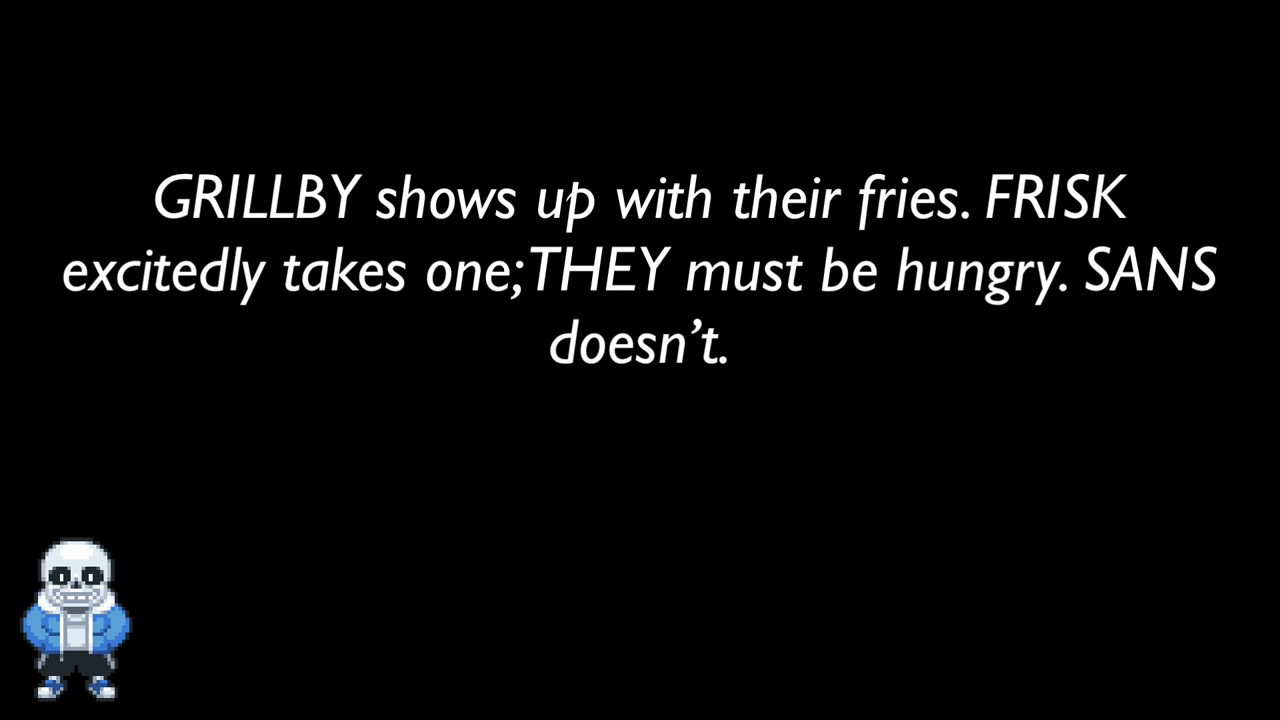 GRILLBY shows up with their fries. FRISK
excitedly takes one;THEY must be hungry. SANS
doesn’t.